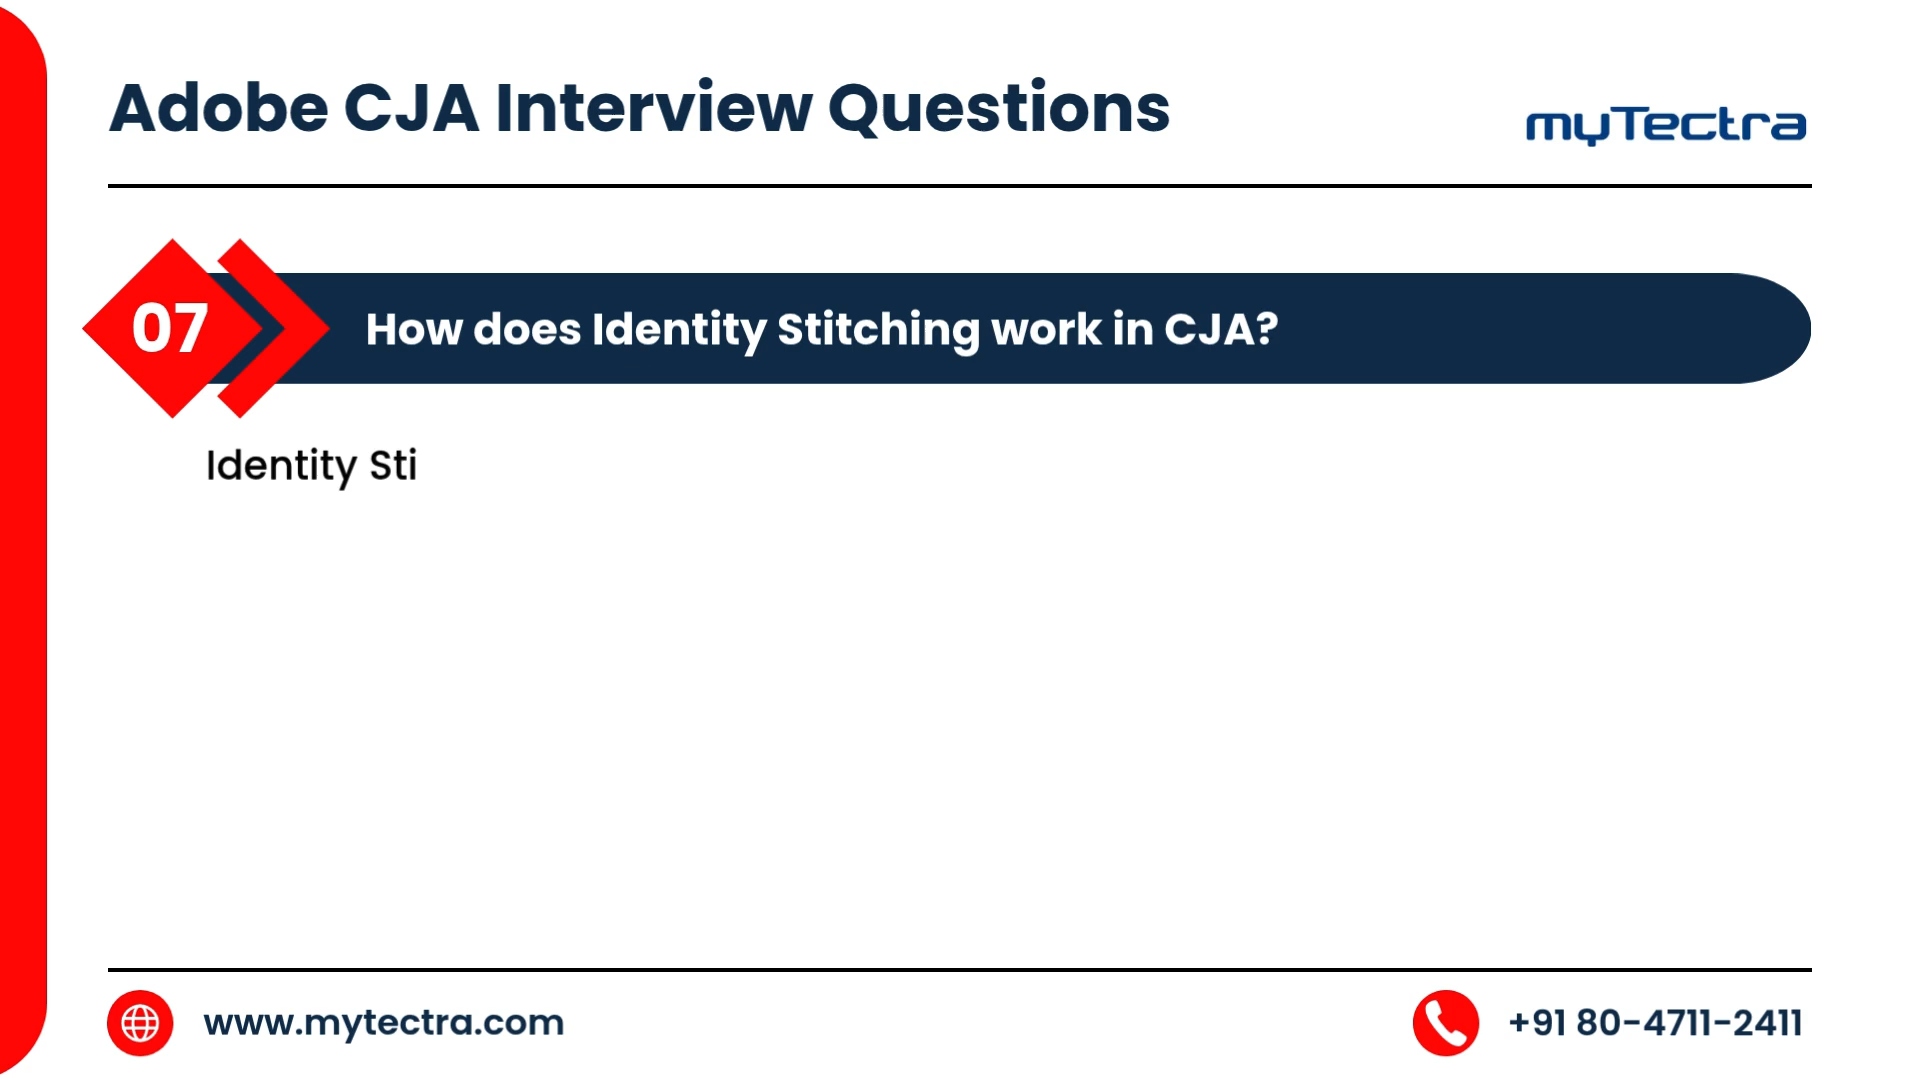 Adobe CJA Interview Questions
myTectra
07
How does Identity Stitching work in CJA?
Identity Sti
www.mytectra.com
+91 80-4711-2411